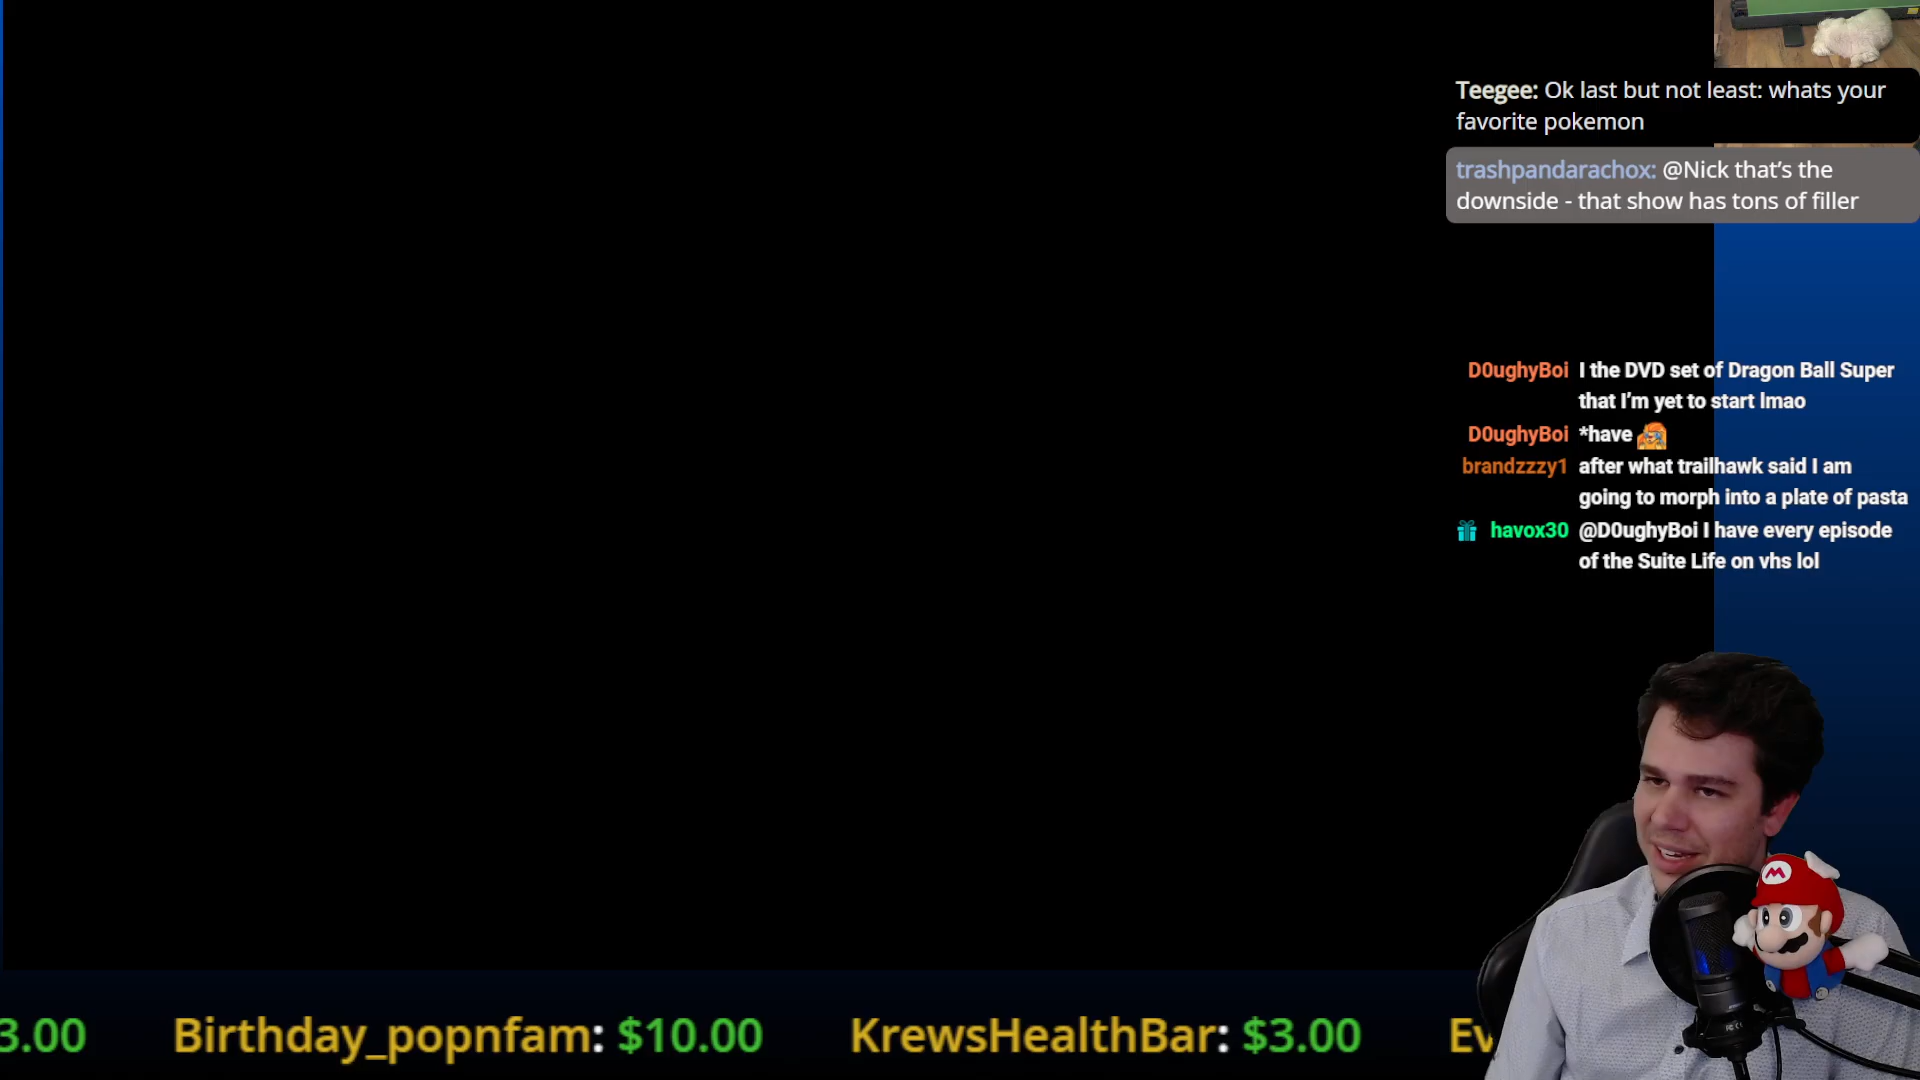 Teegee: Ok last but not least: whats your
favorite pokemon
trashpandarachox: @Nick that’s the
downside - that show has tons of filler
D0ughyBoi I the DVD set of Dragon Ball Super
that I’m yet to start lmao
D0ughyBoi *have
brandzzzy1 after what trailhawk said I am
going to morph into a plate of pasta
havox30 @D0ughyBoi I have every episode
of the Suite Life on vhs lol
M
3.00 Birthday_popnfam: $10.00 KrewsHealthBar: $3.00 Ev